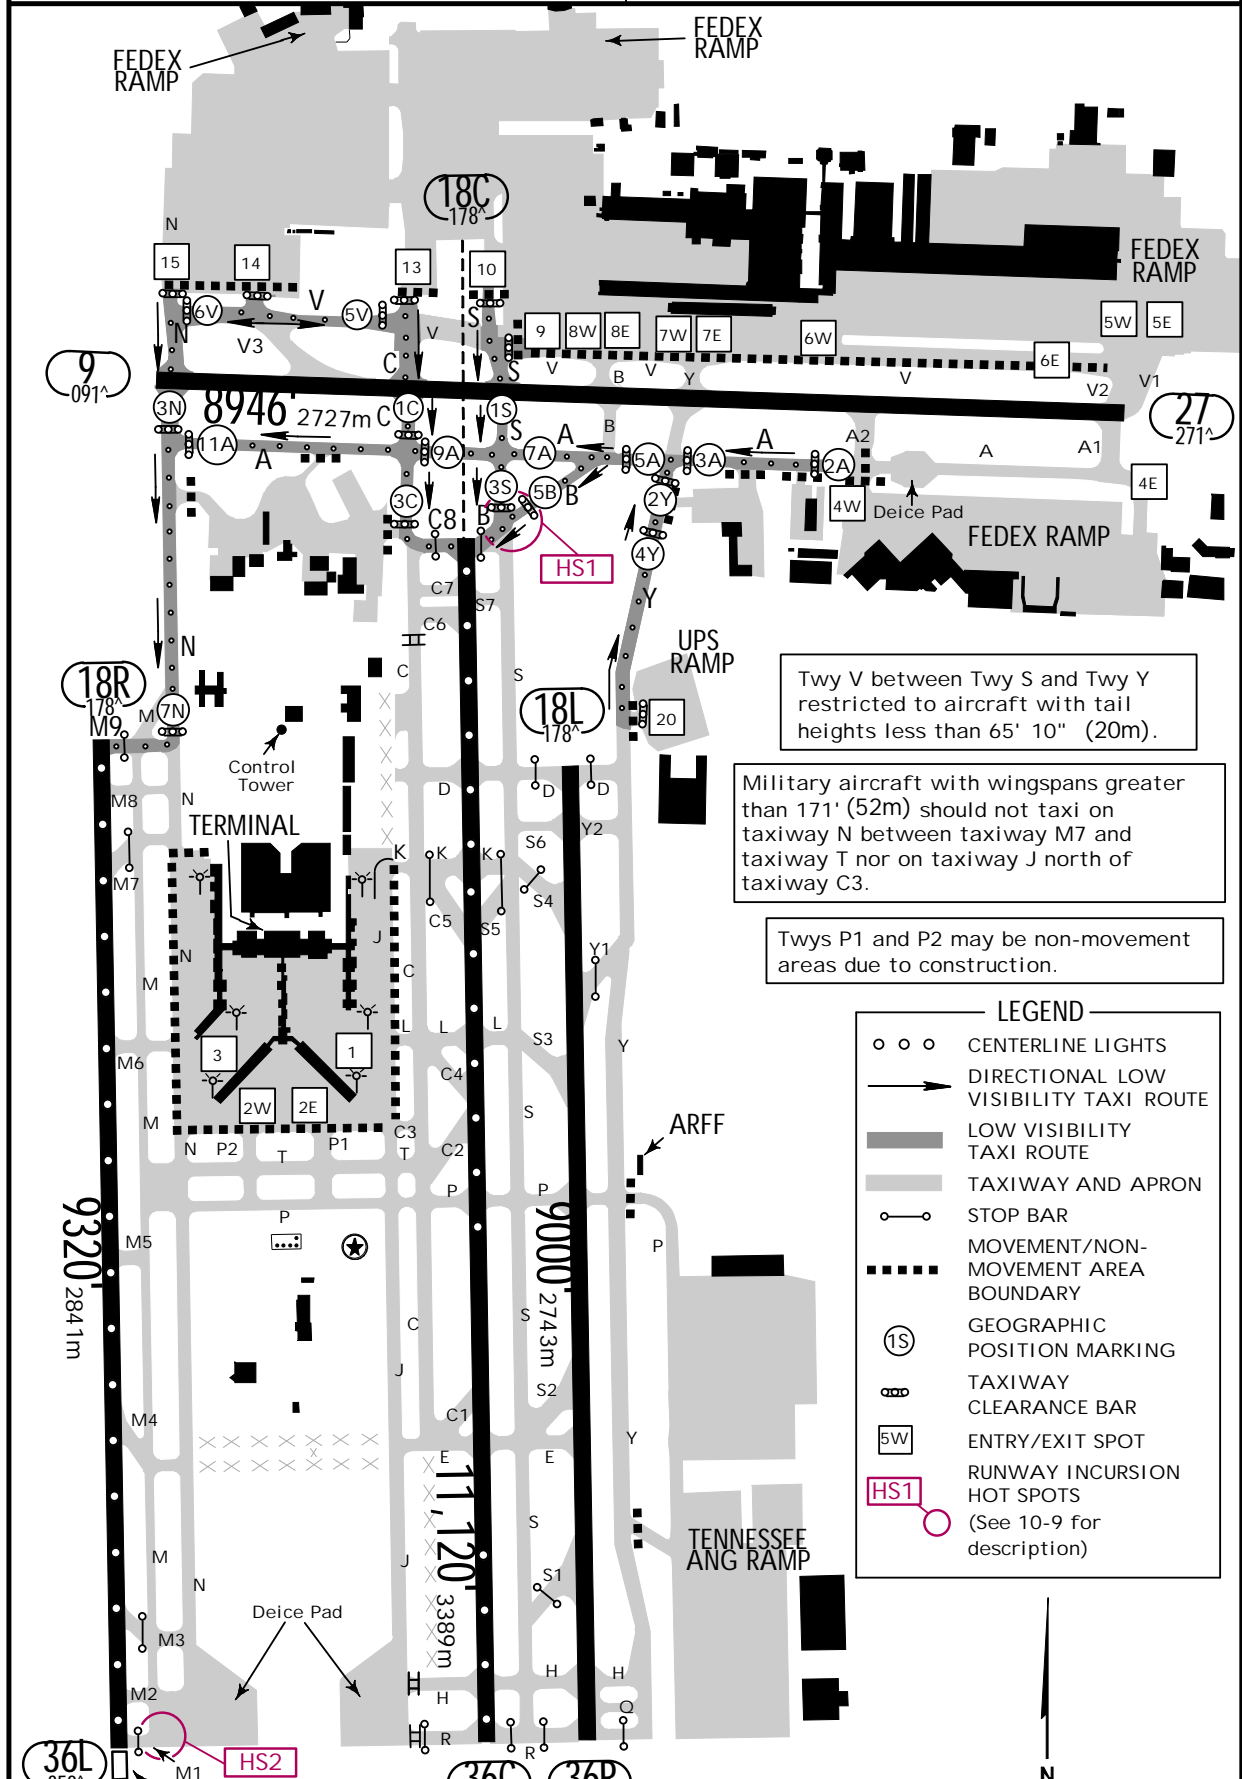 FEDEX
RAMP
FEDEX
RAMP
18C
178^
N
15
14
13
10
FEDEX
RAMP
6V
V
5V
V
S
N
V3
C
S
9
8W
8E
7W
7E
6W
5W
5E
6E
V
B
V
Y
V
V2
V1
9
091^
27
271^
3N
8946'
2727m
C
1C
1S
S
B
11A
A
9A
7A
A
5A
3A
A
2A
A2
A
A1
4E
4W
Deice Pad
FEDEX RAMP
3C
C8
B
3S
5B
B
2Y
4Y
HS1
C7
S7
C6
C
S
Y
UPS
RAMP
N
18R
178^
M9
M
7N
18L
178^
20
Control
Tower
Twy V between Twy S and Twy Y
restricted to aircraft with tail
heights less than 65' 10" (20m).
Military aircraft with wingspans greater
than 171' (52m) should not taxi on
taxiway N between taxiway M7 and
taxiway T nor on taxiway J north of
taxiway C3.
Twys P1 and P2 may be non-movement
areas due to construction.
M8
N
TERMINAL
D
D
D
Y2
S6
K
K
K
M7
S4
C5
S5
J
N
M
C
Y1
L
L
L
S3
Y
M6
3
1
C4
2W
2E
S
M
ARFF
N
P2
T
P1
C3
T
C2
P
P
P
P
M5
9320'
2841m
9000'
2743m
C
S
J
S2
M4
C1
E
E
Y
11,120'
3389m
S
TENNESSEE
ANG RAMP
M
N
J
S1
Deice Pad
M3
H
H
H
M2
Q
R
R
36L
M1
HS2
36C
36R
LEGEND
CENTERLINE LIGHTS
DIRECTIONAL LOW
VISIBILITY TAXI ROUTE
LOW VISIBILITY
TAXI ROUTE
TAXIWAY AND APRON
STOP BAR
MOVEMENT/NON-
MOVEMENT AREA
BOUNDARY
1S
GEOGRAPHIC
POSITION MARKING
TAXIWAY
CLEARANCE BAR
5W
ENTRY/EXIT SPOT
HS1
RUNWAY INCURSION
HOT SPOTS
(See 10-9 for
description)
N